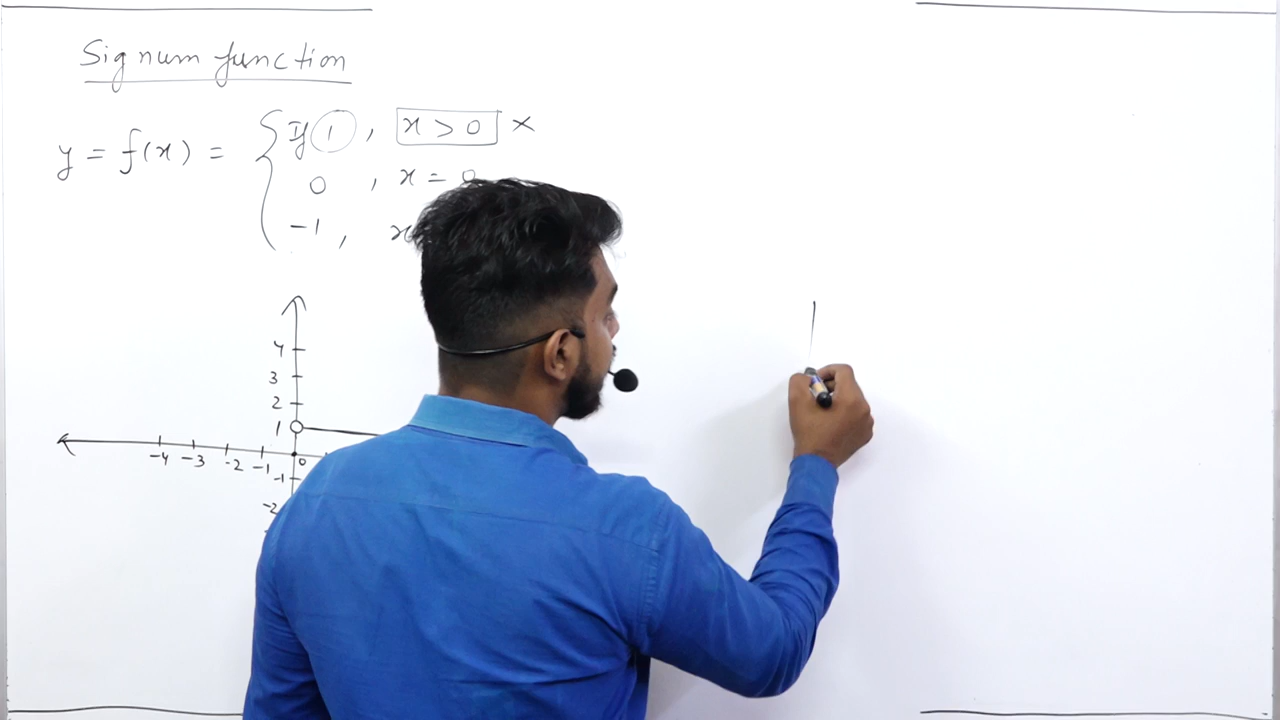 Signum function
y = f(x) = { If 1 , x > 0 ×
0 , x = 0
-1 , x
4
3
2
1
-4 -3 -2 -1 0
-1
-2